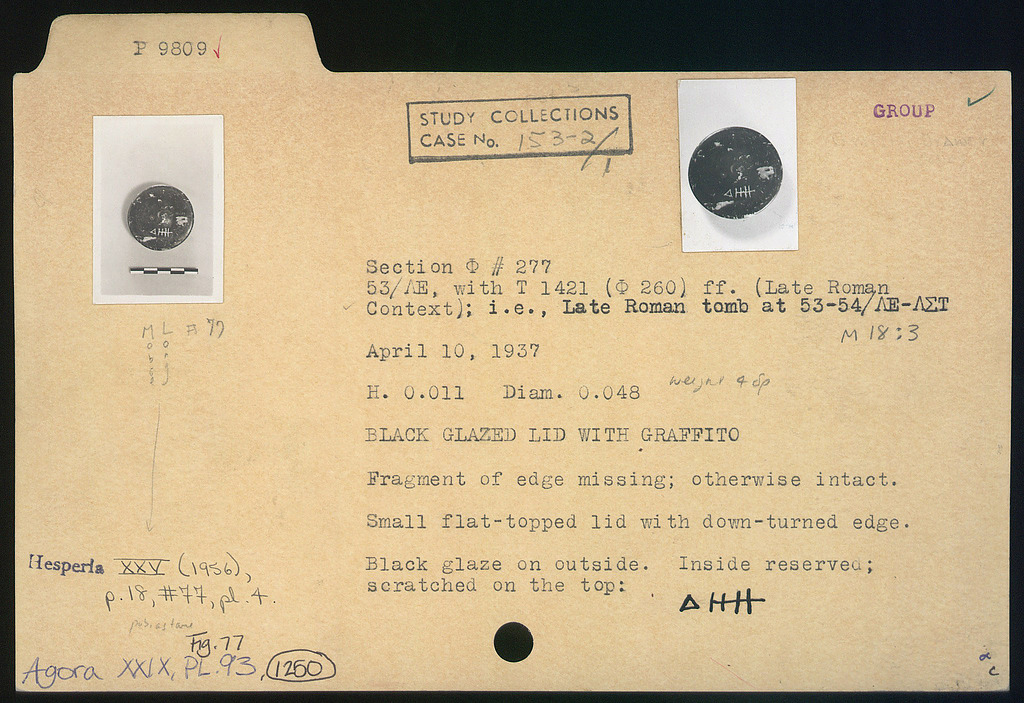 P 9809 ✓
STUDY COLLECTIONS
CASE No. 153-2/1
GROUP ✓
Section Φ # 277
53/ΛΕ, with T 1421 (Φ 260) ff. (Late Roman
Context); i.e., Late Roman tomb at 53-54/ΛΕ-ΛΣΤ
M 18:3
April 10, 1937
H. 0.011 Diam. 0.048
BLACK GLAZED LID WITH GRAFFITO
Fragment of edge missing; otherwise intact.
Small flat-topped lid with down-turned edge.
Black glaze on outside. Inside reserved;
scratched on the top:
ΔΗΗ
# 77
Hesperia XXV (1956),
p.18, #77, pl. 4.
Fig. 77
Agora XXIX, PL. 93, 1250
α
c